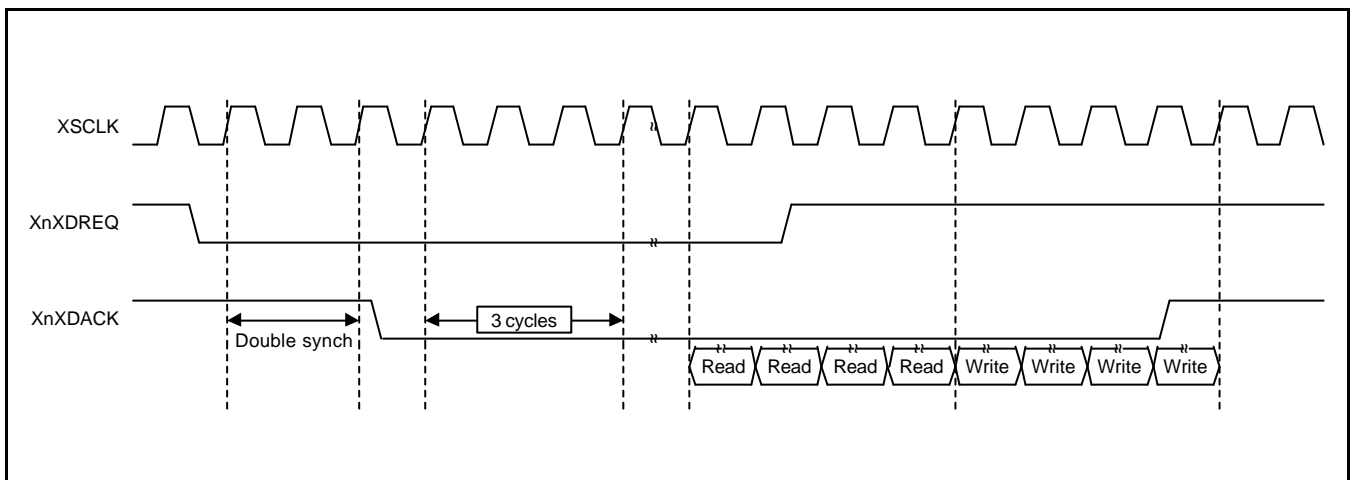 XSCLK
XnXDREQ
XnXDACK
3 cycles
Double synch
Read Read Read Read Write Write Write Write